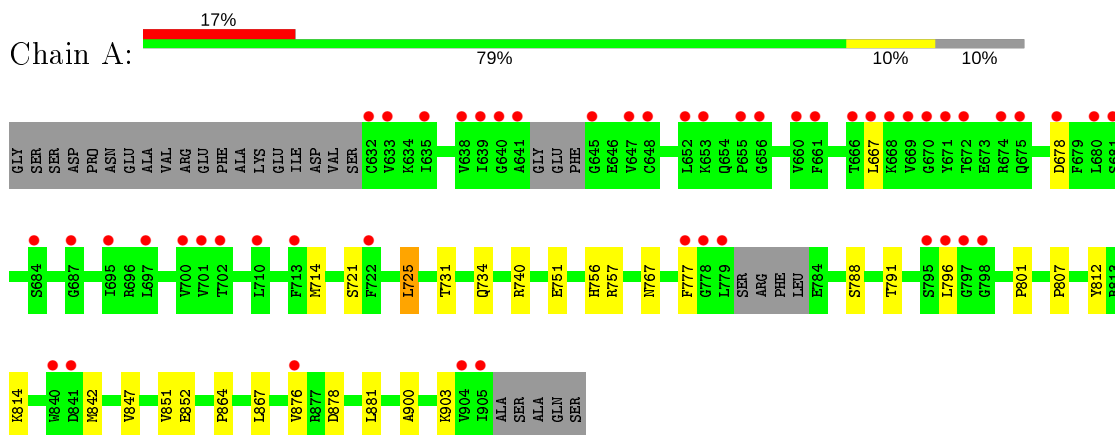 17%
Chain A:
79% 10% 10%
GLY SER SER ASP PRO ASN GLU ALA VAL ARG GLU PHE ALA LYS GLU ILE ASP VAL SER C632 V633 K634 I635 V638 I639 G640 A641 GLY GLU PHE G645 E646 V647 C648 L652 K653 Q654 P655 G656 V660 F661 T666 L667 K668 V669 G670 Y671 T672 E673 R674 Q675 D678 F679 L680 S681
S684 G687 I695 R696 L697 V700 V701 T702 L710 F713 M714 S721 F722 L725 T731 Q734 R740 E751 H756 R757 N767 F777 G778 L779 SER ARG PHE LEU E784 S788 T791 S795 L796 G797 G798 P801 P807 Y812 R813
K814 W840 D841 M842 V847 V851 E852 P864 L867 V876 R877 D878 L881 A900 K903 V904 I905 ALA SER ALA GLN SER